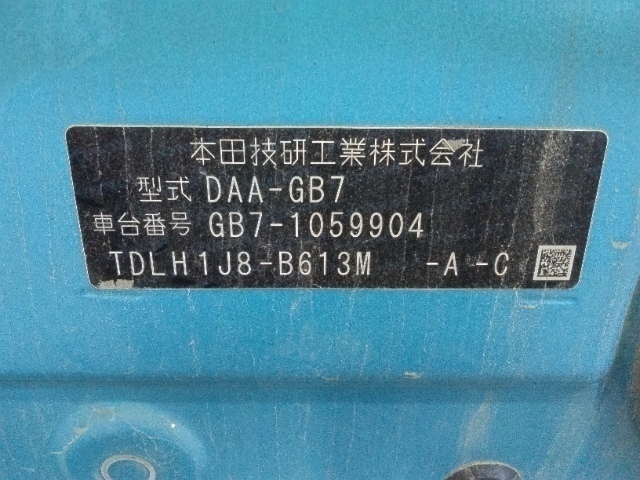 本田技研工業株式会社
型式 DAA-GB7
車台番号 GB7-1059904
TDLH1J8-B613M -A -C